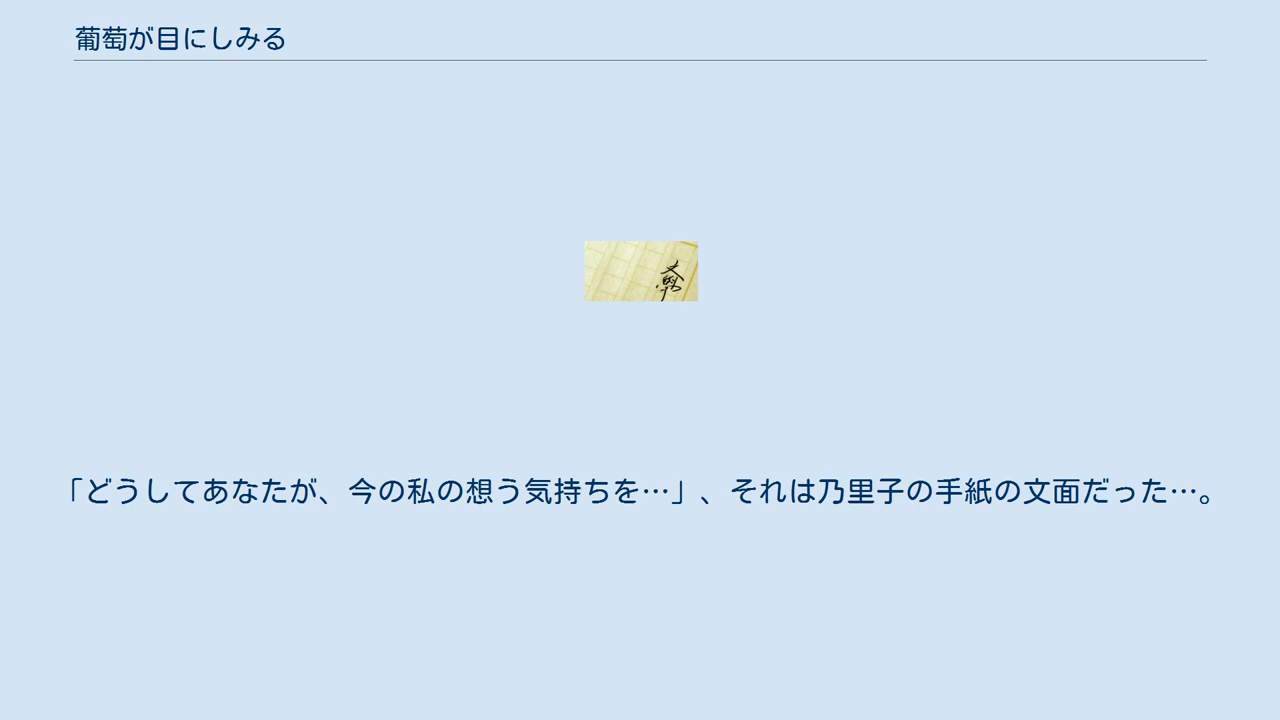 葡萄が目にしみる
「どうしてあなたが、今の私の想う気持ちを…」、それは乃里子の手紙の文面だった…。